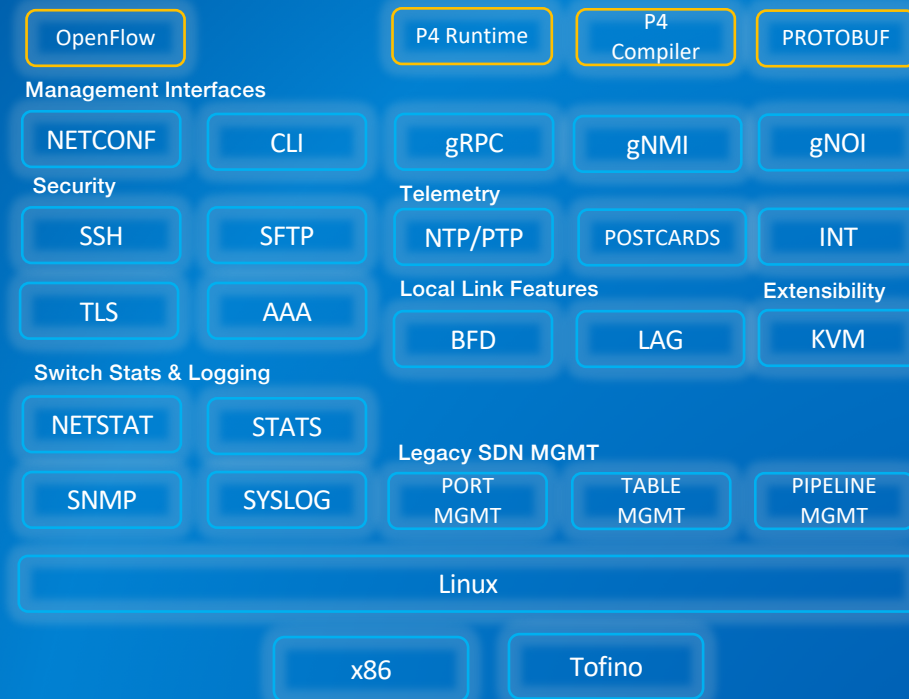 OpenFlow
P4 Runtime
P4
Compiler
PROTOBUF
Management Interfaces
NETCONF
CLI
gRPC
gNMI
gNOI
Security
Telemetry
SSH
SFTP
NTP/PTP
POSTCARDS
INT
Local Link Features
Extensibility
TLS
AAA
BFD
LAG
KVM
Switch Stats & Logging
NETSTAT
STATS
Legacy SDN MGMT
SNMP
SYSLOG
PORT
MGMT
TABLE
MGMT
PIPELINE
MGMT
Linux
x86
Tofino